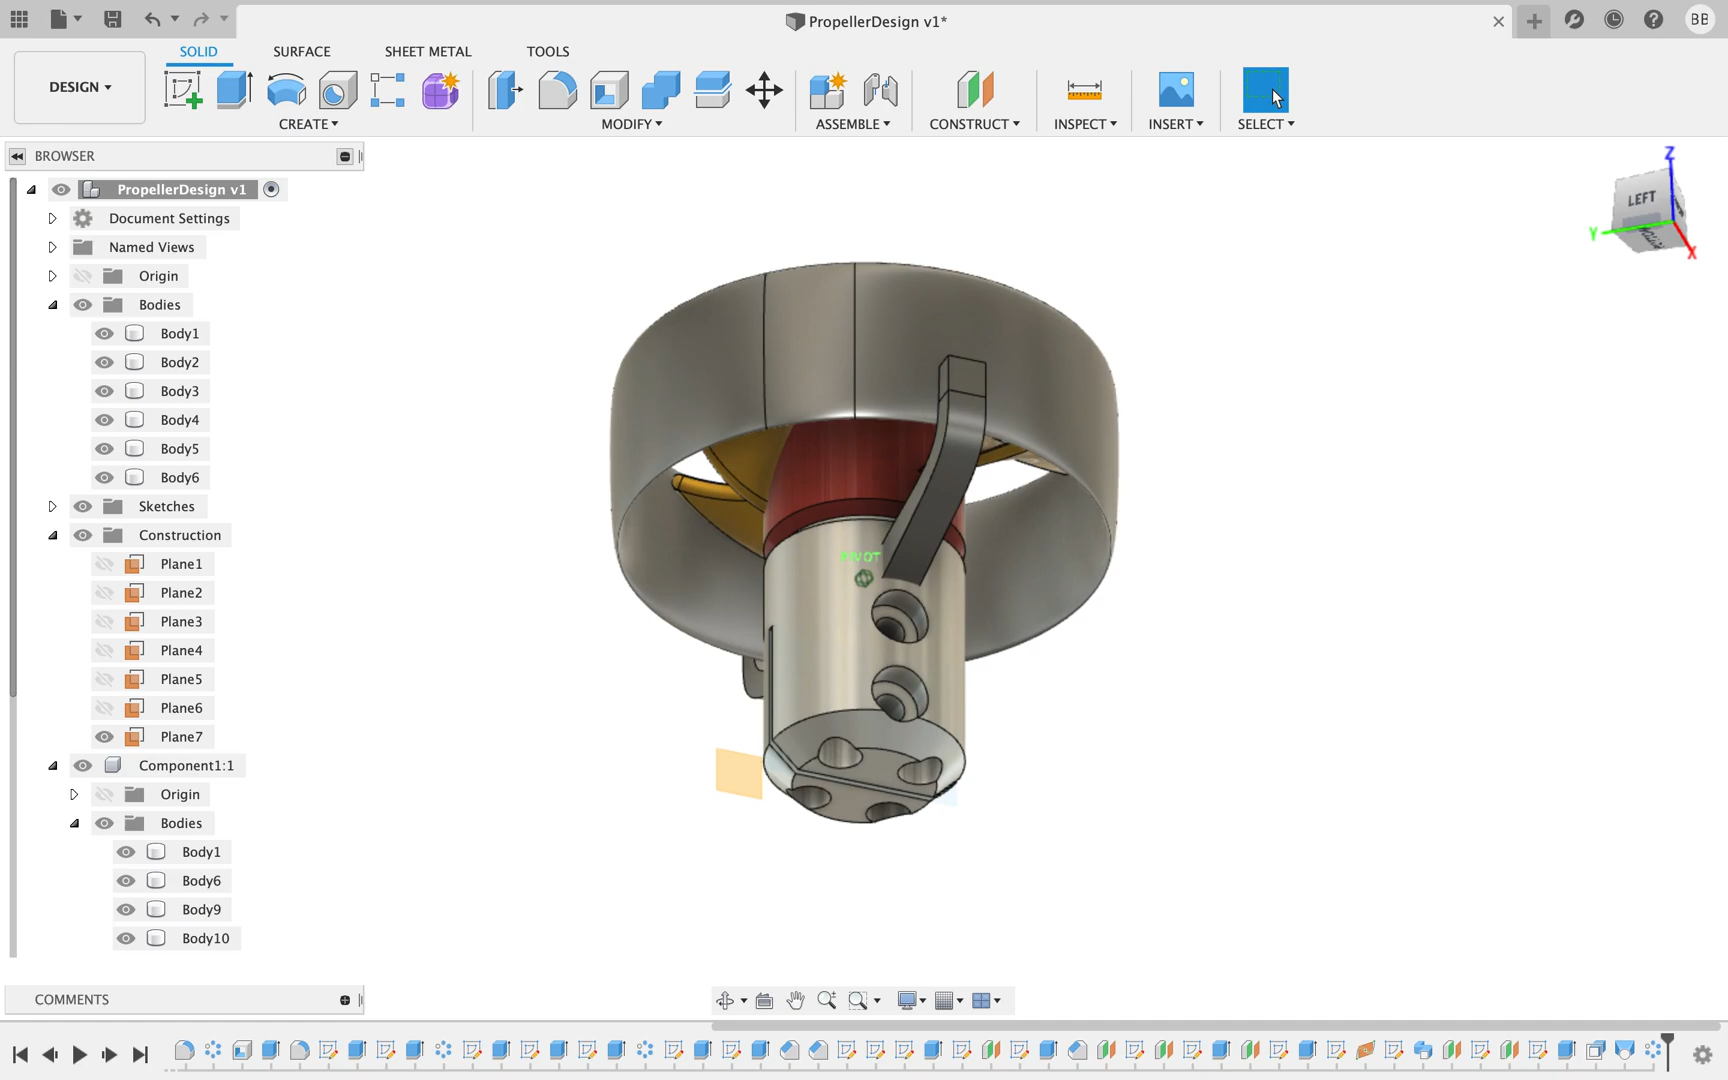 PropellerDesign v1*
BB
SOLID
SURFACE
SHEET METAL
TOOLS
DESIGN
CREATE
MODIFY
ASSEMBLE
CONSTRUCT
INSPECT
INSERT
SELECT
BROWSER
PropellerDesign v1
Document Settings
Named Views
Origin
Bodies
Body1
Body2
Body3
Body4
Body5
Body6
Sketches
Construction
Plane1
Plane2
Plane3
Plane4
Plane5
Plane6
Plane7
Component1:1
Origin
Bodies
Body1
Body6
Body9
Body10
COMMENTS
Z
LEFT
Y
X